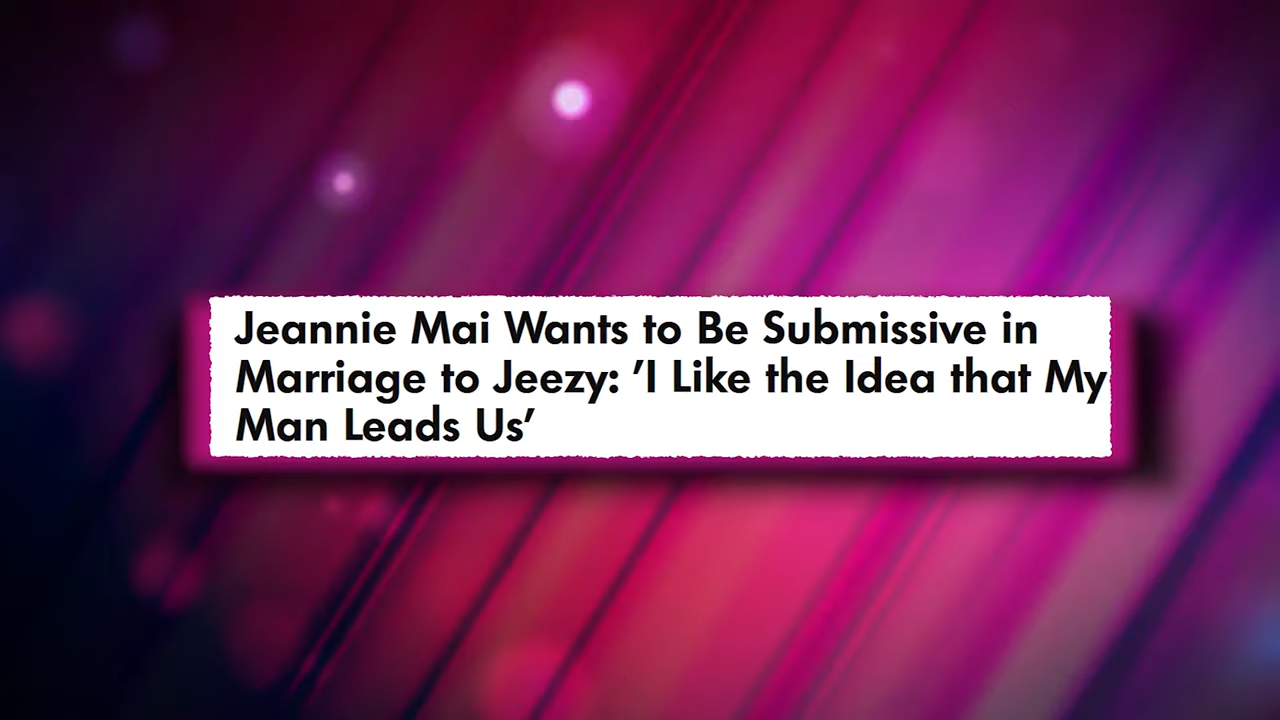 Jeannie Mai Wants to Be Submissive in
Marriage to Jeezy: ’I Like the Idea that My
Man Leads Us’